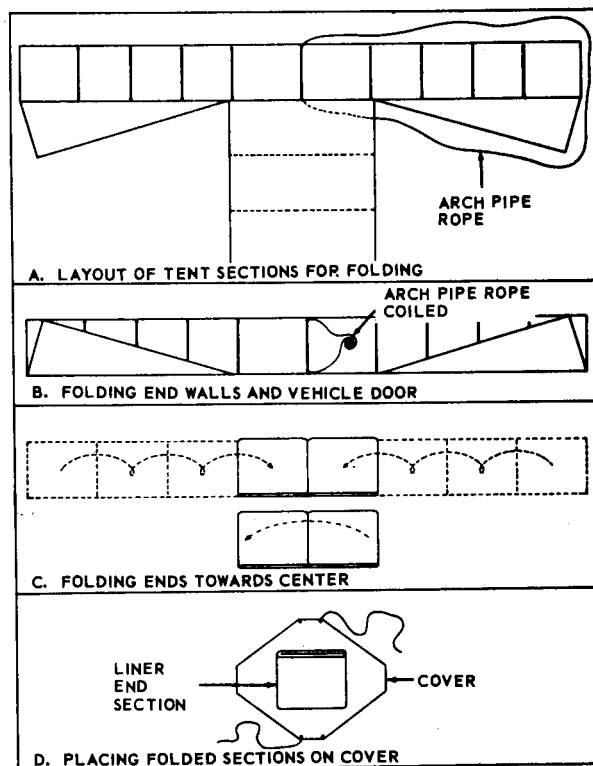 ARCH PIPE
ROPE
A. LAYOUT OF TENT SECTIONS FOR FOLDING
ARCH PIPE ROPE
COILED
B. FOLDING END WALLS AND VEHICLE DOOR
C. FOLDING ENDS TOWARDS CENTER
LINER
END
SECTION
COVER
D. PLACING FOLDED SECTIONS ON COVER